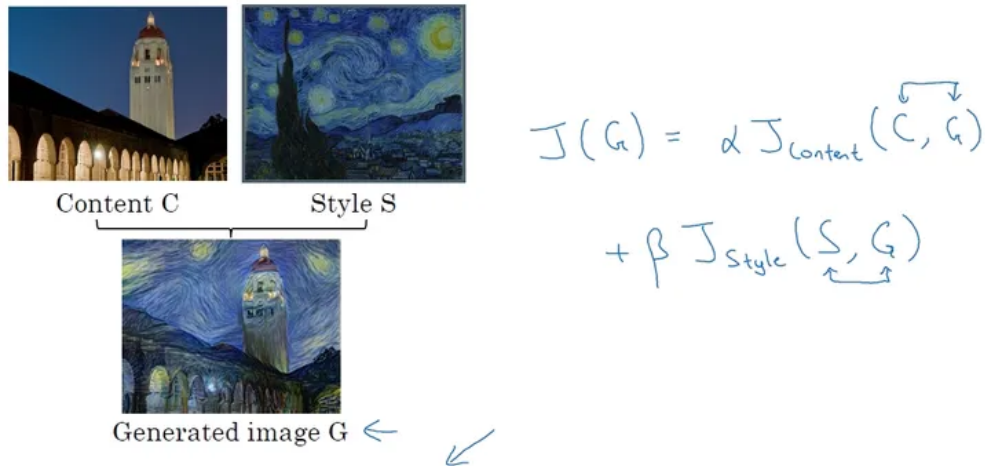 Content C
Style S
Generated image G
J(G) = α J_Content (C, G)
+ β J_Style (S, G)